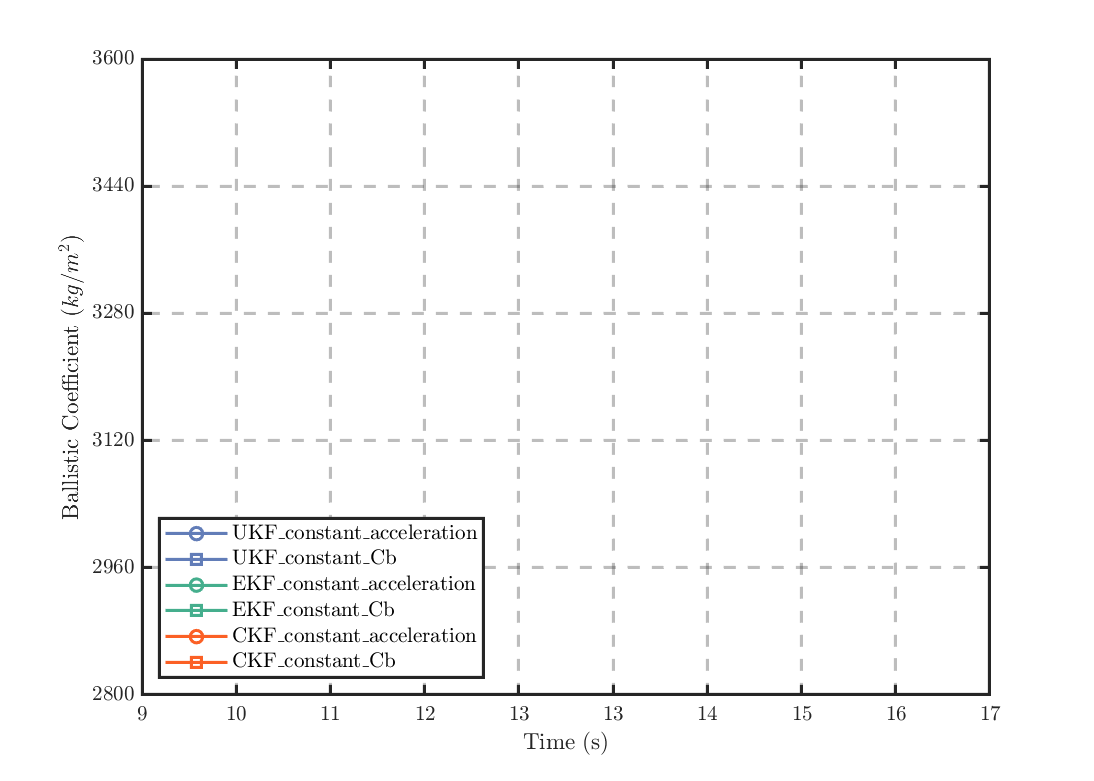 3600
3440
3280
3120
2960
2800
Ballistic Coefficient (kg/m²)
UKF_constant_acceleration
UKF_constant_Cb
EKF_constant_acceleration
EKF_constant_Cb
CKF_constant_acceleration
CKF_constant_Cb
9 10 11 12 13 13 14 15 16 17
Time (s)